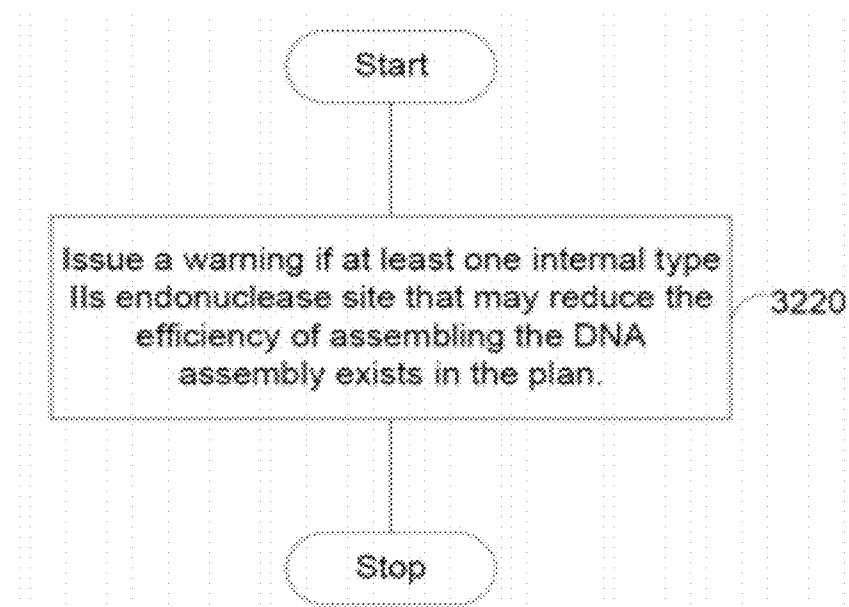 Start
Issue a warning if at least one internal type
IIs endonuclease site that may reduce the
efficiency of assembling the DNA
assembly exists in the plan.
3220
Stop